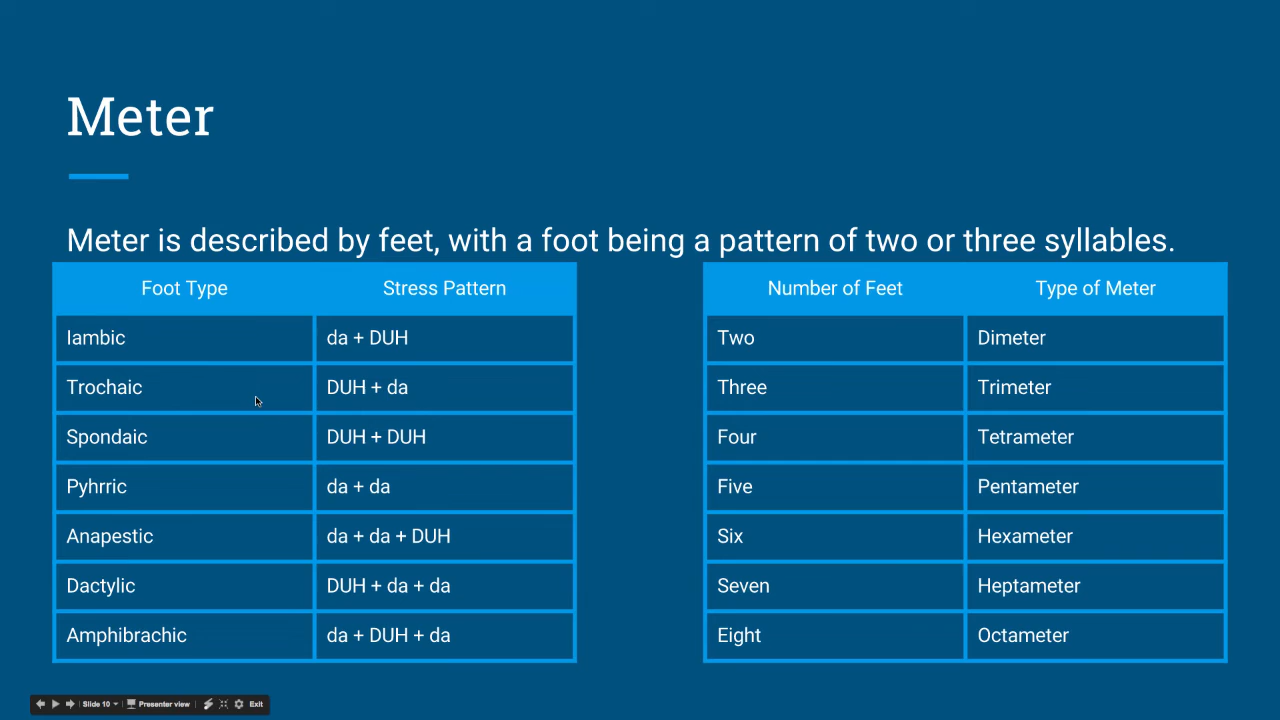 Meter
Meter is described by feet, with a foot being a pattern of two or three syllables.
Foot Type Stress Pattern
Iambic da + DUH
Trochaic DUH + da
Spondaic DUH + DUH
Pyhrric da + da
Anapestic da + da + DUH
Dactylic DUH + da + da
Amphibrachic da + DUH + da
Number of Feet Type of Meter
Two Dimeter
Three Trimeter
Four Tetrameter
Five Pentameter
Six Hexameter
Seven Heptameter
Eight Octameter
Slide 10 Presenter view Exit